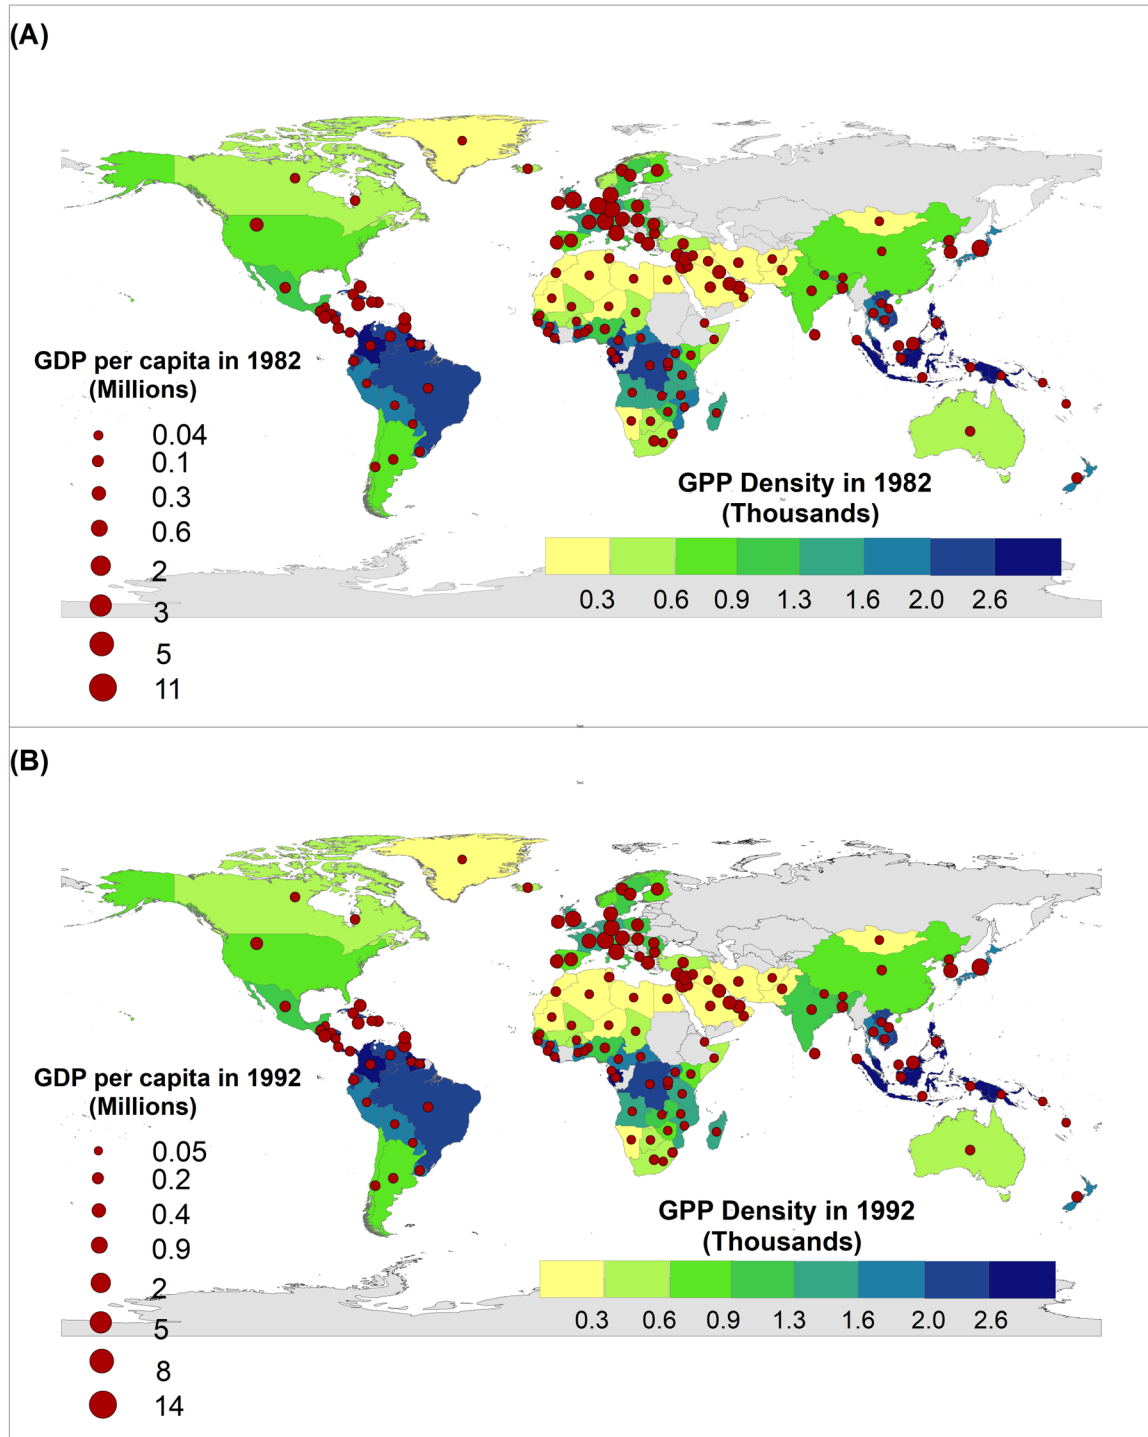 (A)
GDP per capita in 1982
(Millions)
0.04
0.1
0.3
0.6
2
3
5
11
GPP Density in 1982
(Thousands)
0.3 0.6 0.9 1.3 1.6 2.0 2.6
Text
(B)
Text
GDP per capita in 1992
(Millions)
0.05
0.2
0.4
0.9
2
5
8
14
GPP Density in 1992
(Thousands)
0.3 0.6 0.9 1.3 1.6 2.0 2.6